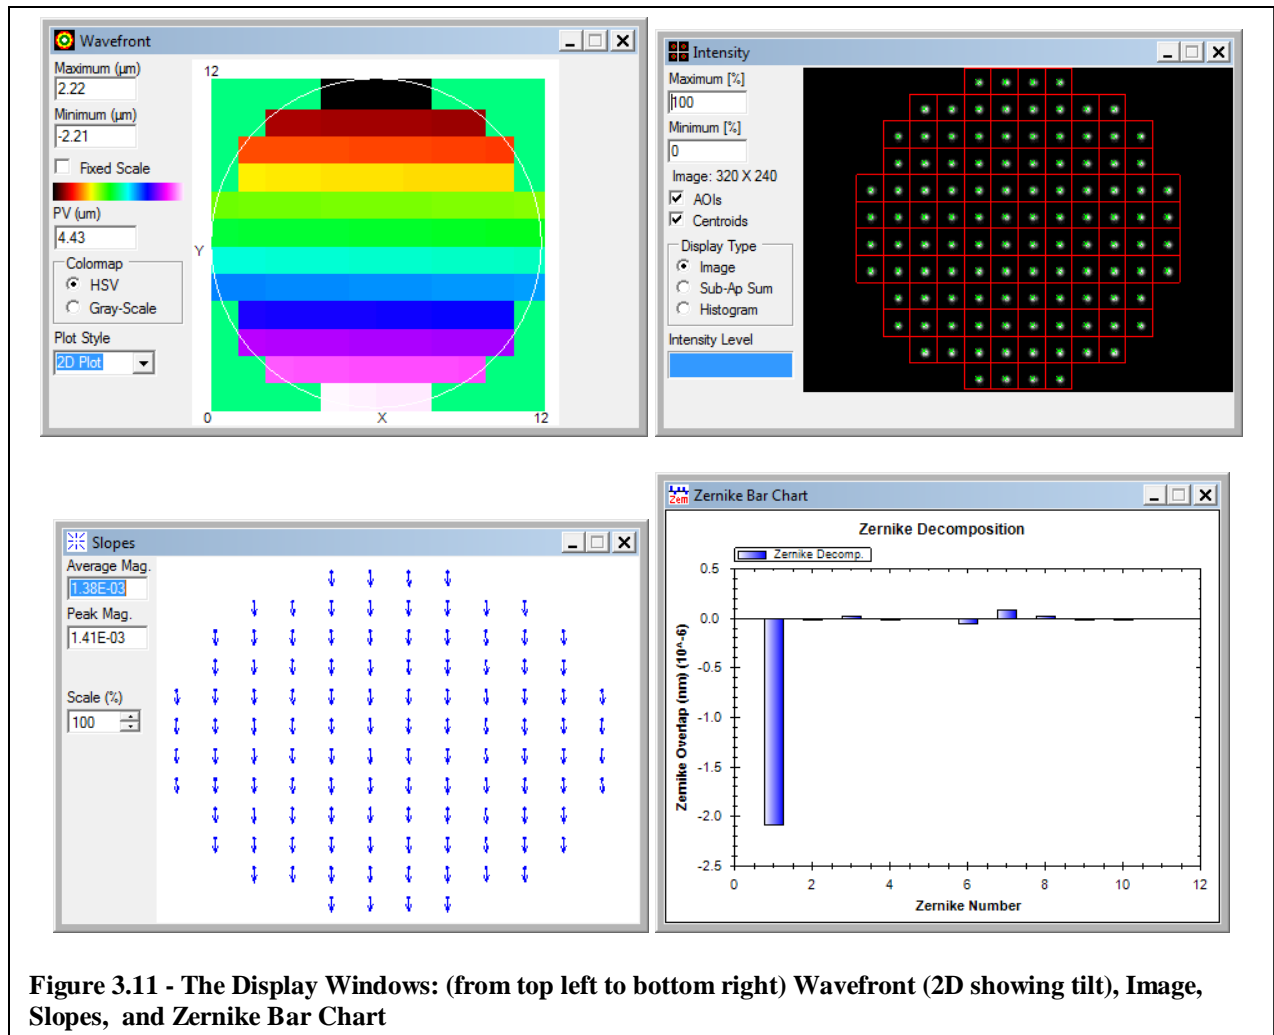 Wavefront
Maximum (µm)
2.22
Minimum (µm)
-2.21
Fixed Scale
PV (um)
4.43
Colormap
HSV
Gray-Scale
Plot Style
2D Plot
12
Y
0
X
12
Intensity
Maximum [%]
100
Minimum [%]
0
Image: 320 X 240
AOIs
Centroids
Display Type
Image
Sub-Ap Sum
Histogram
Intensity Level
Slopes
Average Mag.
1.38E-03
Peak Mag.
1.41E-03
Scale (%)
100
Zem
Zernike Bar Chart
Zernike Decomposition
Zernike Decomp.
Zernike Overlap (nm) (10^-6)
0.5
0.0
-0.5
-1.0
-1.5
-2.0
-2.5
0 2 4 6 8 10 12
Zernike Number
Figure 3.11 - The Display Windows: (from top left to bottom right) Wavefront (2D showing tilt), Image,
Slopes, and Zernike Bar Chart